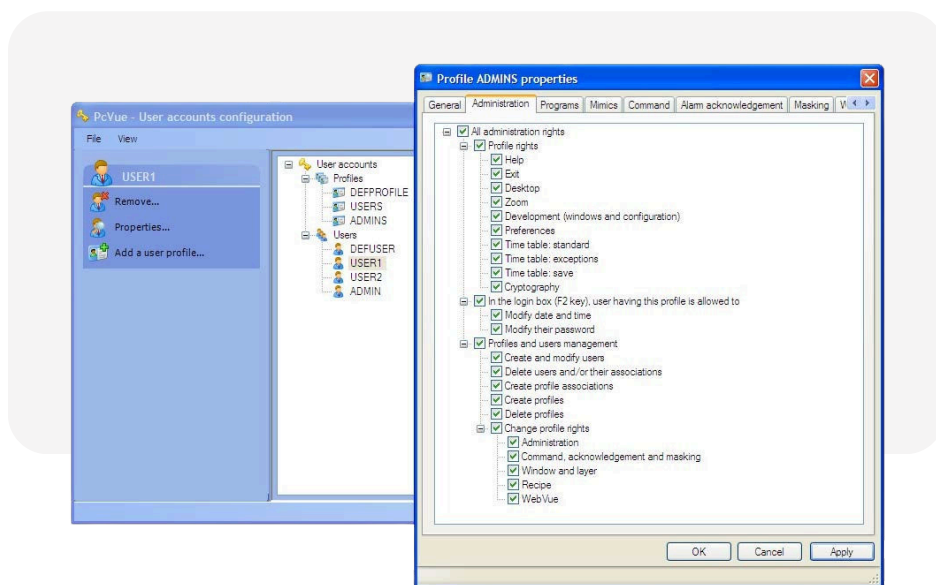 PcVue - User accounts configuration
File View
USER1
Remove...
Properties...
Add a user profile...
User accounts
Profiles
DEFPROFILE
USERS
ADMINS
Users
DEFUSER
USER1
USER2
ADMIN
Profile ADMINS properties
General Administration Programs Mimics Command Alam acknowledgement Masking
All administration rights
Profile rights
Help
Exit
Desktop
Zoom
Development (windows and configuration)
Preferences
Time table: standard
Time table: exceptions
Time table: save
Cryptography
In the login box (F2 key), user having this profile is allowed to
Modify date and time
Modify their password
Profiles and users management
Create and modify users
Delete users and/or their associations
Create profile associations
Create profiles
Delete profiles
Change profile rights
Administration
Command, acknowledgement and masking
Window and layer
Recipe
WebVue
OK Cancel Apply